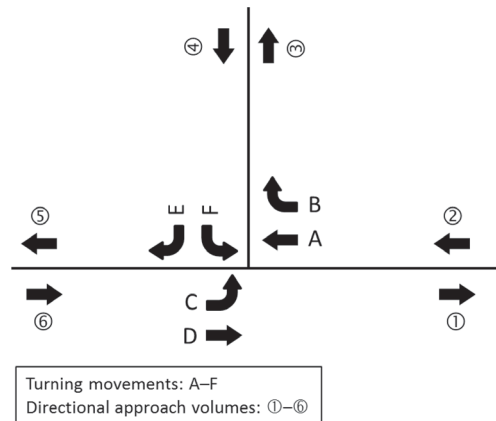 ④
③
E
F
B
⑤
②
A
C
⑥
①
D
Turning movements: A–F
Directional approach volumes: ①–⑥